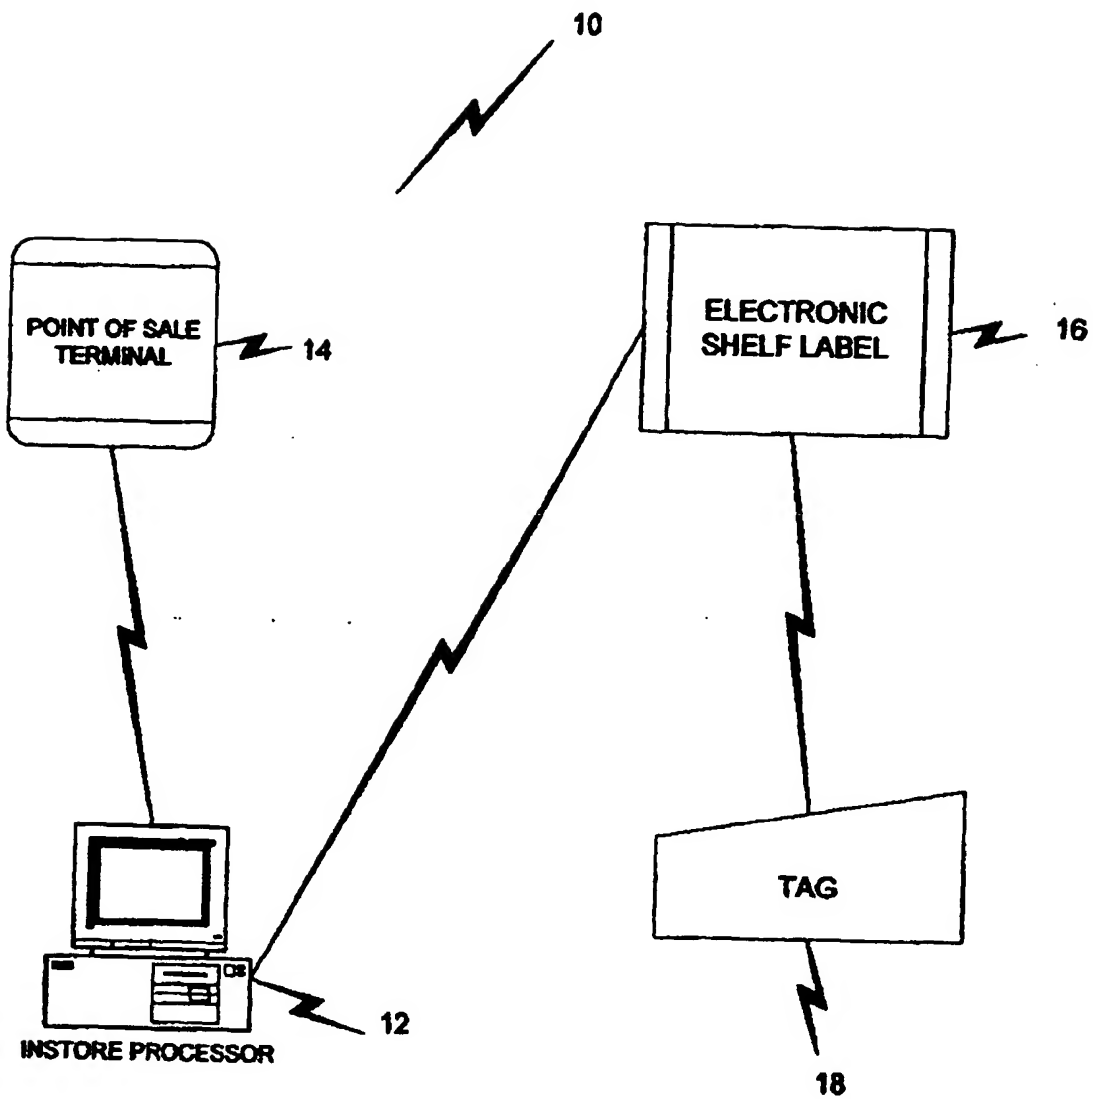 10
POINT OF SALE
TERMINAL
14
ELECTRONIC
SHELF LABEL
16
TAG
12
INSTORE PROCESSOR
18